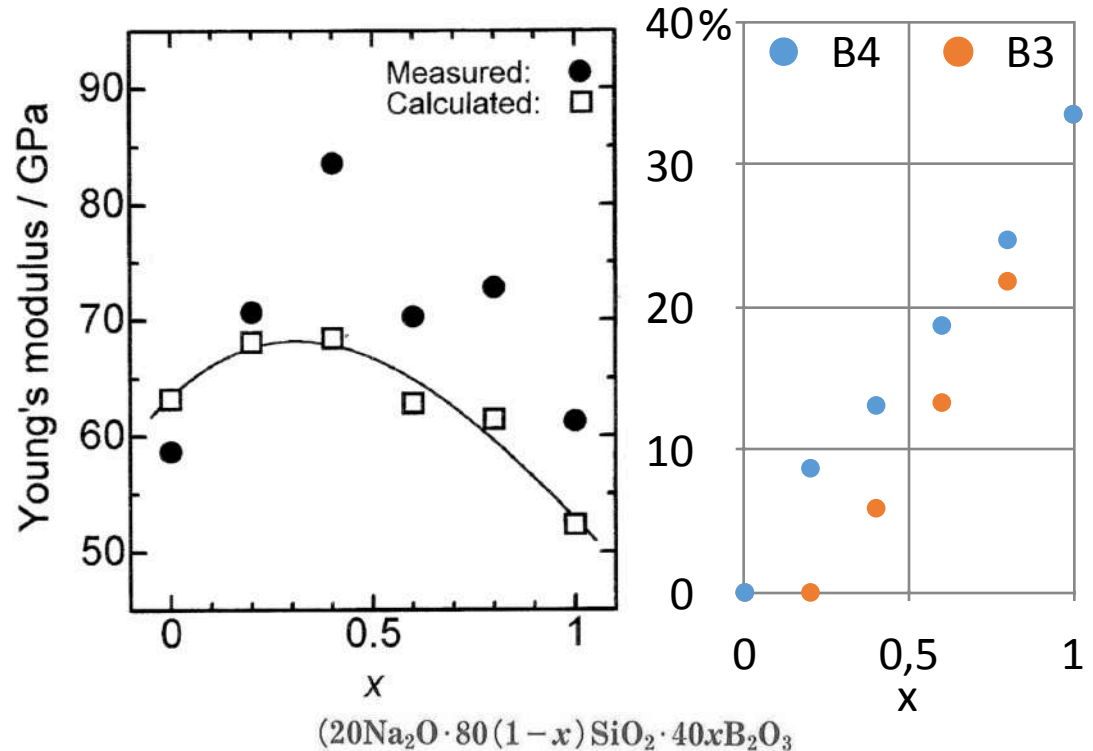 Young's modulus / GPa
90
80
70
60
50
Measured:
Calculated:
0
0.5
1
x
40%
30
20
10
0
B4
B3
0
0,5
1
x
(20Na₂O·80(1−x)SiO₂·40xB₂O₃